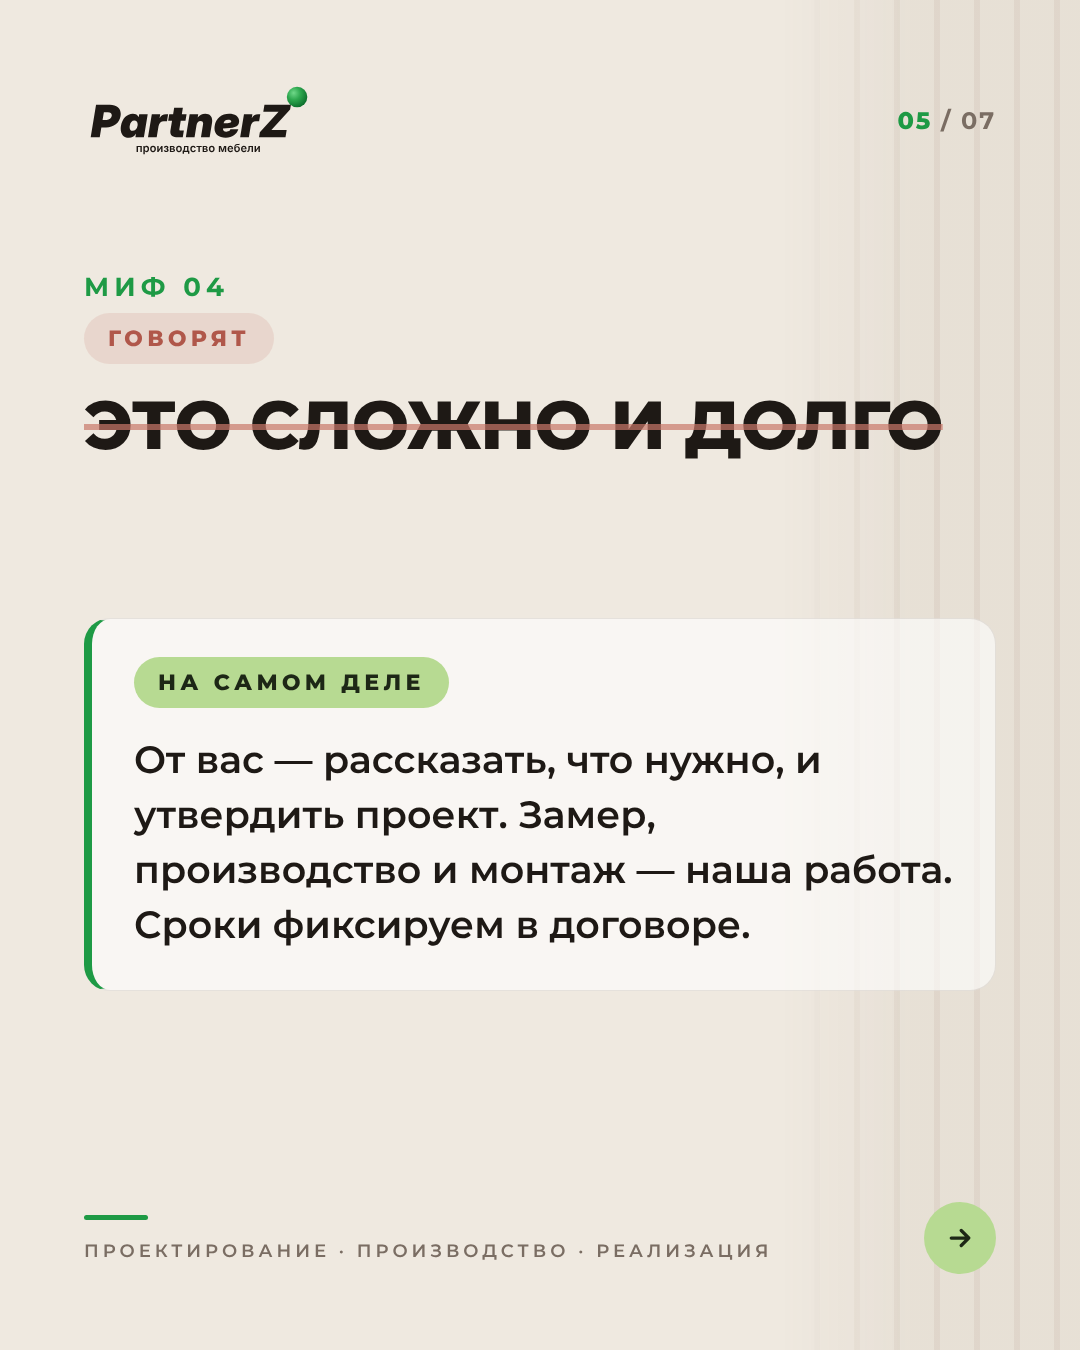 PartnerZ
производство мебели
05 / 07
МИФ 04
ГОВОРЯТ
ЭТО СЛОЖНО И ДОЛГО
НА САМОМ ДЕЛЕ
От вас — рассказать, что нужно, и
утвердить проект. Замер,
производство и монтаж — наша работа.
Сроки фиксируем в договоре.
ПРОЕКТИРОВАНИЕ · ПРОИЗВОДСТВО · РЕАЛИЗАЦИЯ